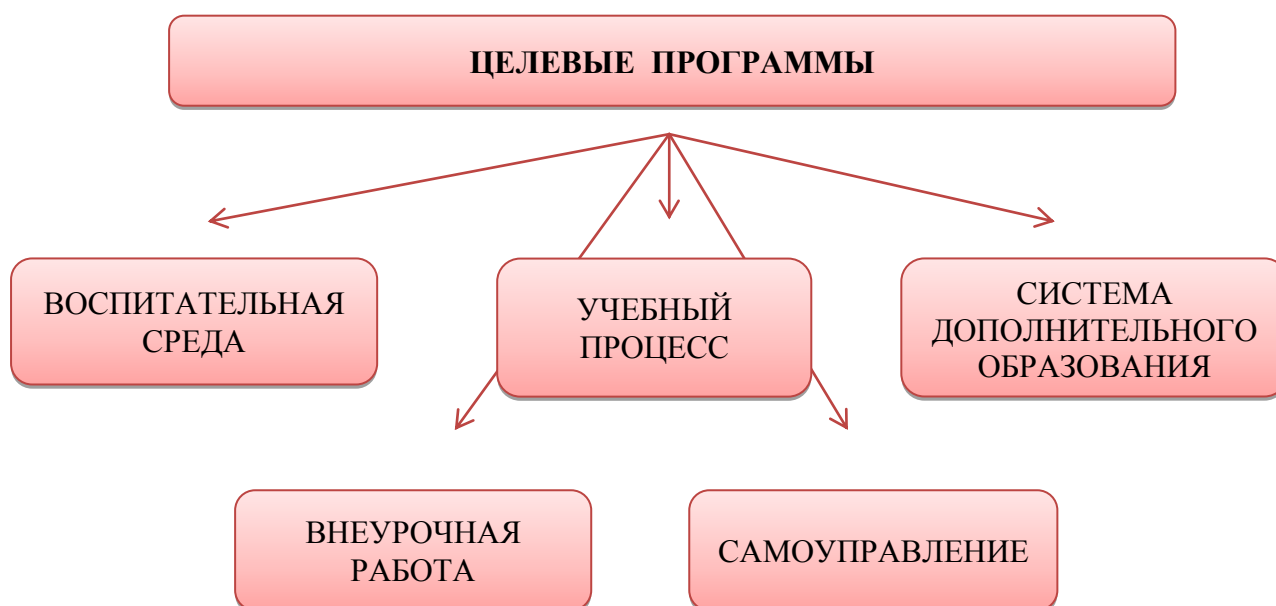 ЦЕЛЕВЫЕ ПРОГРАММЫ
ВОСПИТАТЕЛЬНАЯ
СРЕДА
УЧЕБНЫЙ
ПРОЦЕСС
СИСТЕМА
ДОПОЛНИТЕЛЬНОГО
ОБРАЗОВАНИЯ
ВНЕУРОЧНАЯ
РАБОТА
САМОУПРАВЛЕНИЕ